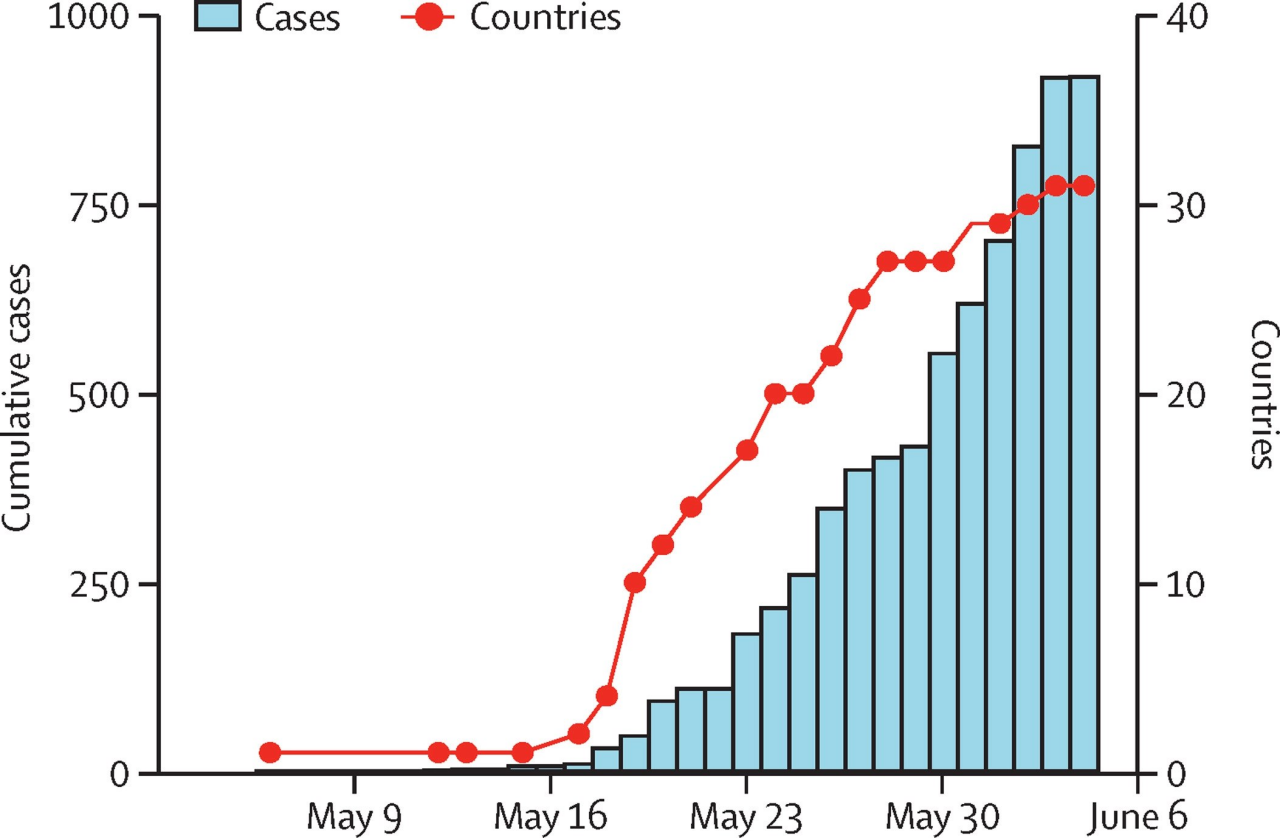 Cases
Countries
1000
750
500
250
0
Cumulative cases
40
30
20
10
0
Countries
May 9
May 16
May 23
May 30
June 6